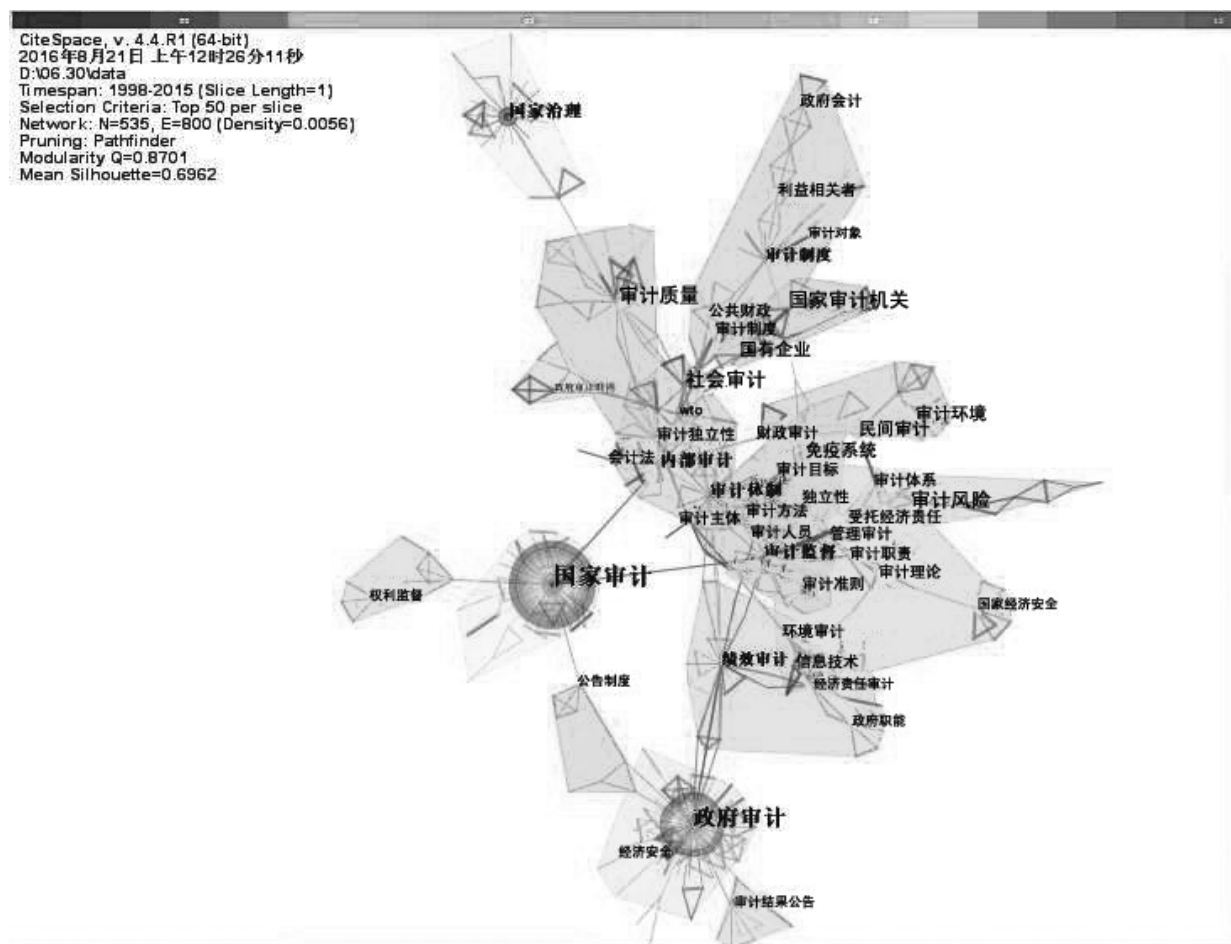 CiteSpace, v. 4.4.R1 (64-bit)
2016年8月21日 上午12时26分11秒
D:\06.30\data
Timespan: 1998-2015 (Slice Length=1)
Selection Criteria: Top 50 per slice
Network: N=535, E=800 (Density=0.0056)
Pruning: Pathfinder
Modularity Q=0.8701
Mean Silhouette=0.6962
国家治理
政府会计
利益相关者
审计对象
审计制度
审计质量
国家审计机关
公共财政
审计制度
国有企业
社会审计
wto
审计环境
审计独立性
财政审计
民间审计
会计法
内部审计
免疫系统
审计目标
审计体系
审计体制
独立性
审计风险
审计主体
审计方法
受托经济责任
审计人员
管理审计
审计监督
审计职责
国家审计
审计准则
审计理论
权利监督
国家经济安全
环境审计
绩效审计
信息技术
公告制度
经济责任审计
政府职能
政府审计
经济安全
审计结果公告